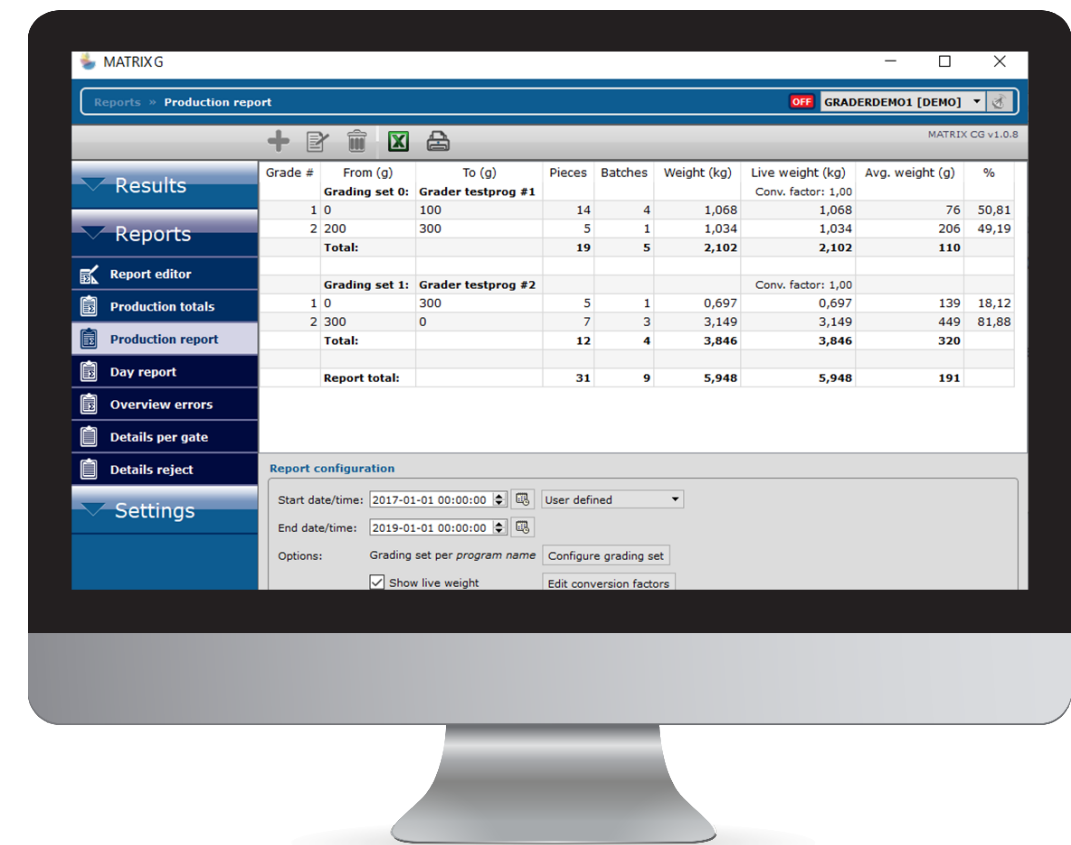 MATRIX G
Reports » Production report
OFF GRADERDEMO1 [DEMO]
MATRIX CG v1.0.8
Results
Reports
Report editor
Production totals
Production report
Day report
Overview errors
Details per gate
Details reject
Settings
Grade # From (g) To (g) Pieces Batches Weight (kg) Live weight (kg) Avg. weight (g) %
Grading set 0: Grader testprog #1 Conv. factor: 1,00
1 0 100 14 4 1,068 1,068 76 50,81
2 200 300 5 1 1,034 1,034 206 49,19
Total: 19 5 2,102 2,102 110
Grading set 1: Grader testprog #2 Conv. factor: 1,00
1 0 300 5 1 0,697 0,697 139 18,12
2 300 0 7 3 3,149 3,149 449 81,88
Total: 12 4 3,846 3,846 320
Report total: 31 9 5,948 5,948 191
Report configuration
Start date/time: 2017-01-01 00:00:00 User defined
End date/time: 2019-01-01 00:00:00
Options: Grading set per program name Configure grading set
Show live weight Edit conversion factors